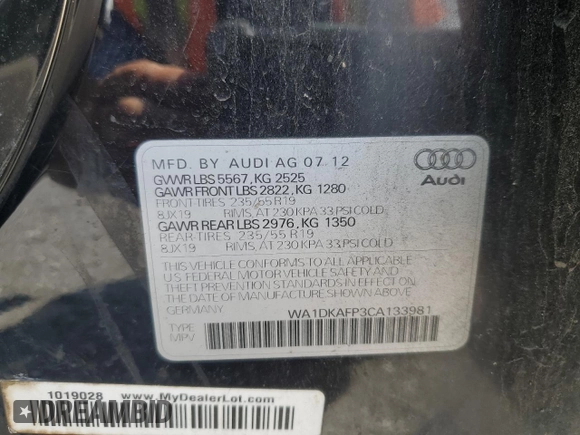 MFD. BY AUDI AG 07.12
GVWR LBS 5567, KG 2525
GAWR FRONT LBS 2822, KG 1280
FRONT TIRES 235/55 R19
8JX19 RIMS, AT 230 KPA 33 PSI COLD
GAWR REAR LBS 2976, KG 1350
REAR TIRES 235/55 R19
8JX19 RIMS, AT 230 KPA 33 PSI COLD
THIS VEHICLE CONFORMS TO ALL APPLICABLE
U.S. FEDERAL MOTOR VEHICLE SAFETY AND
THEFT PREVENTION STANDARDS IN EFFECT ON
THE DATE OF MANUFACTURE SHOWN ABOVE
GERMANY WA1DKAFP3CA133981
TYPE
MPV
Audi
1019028 www.MyDealerLot.com
DREAMBID